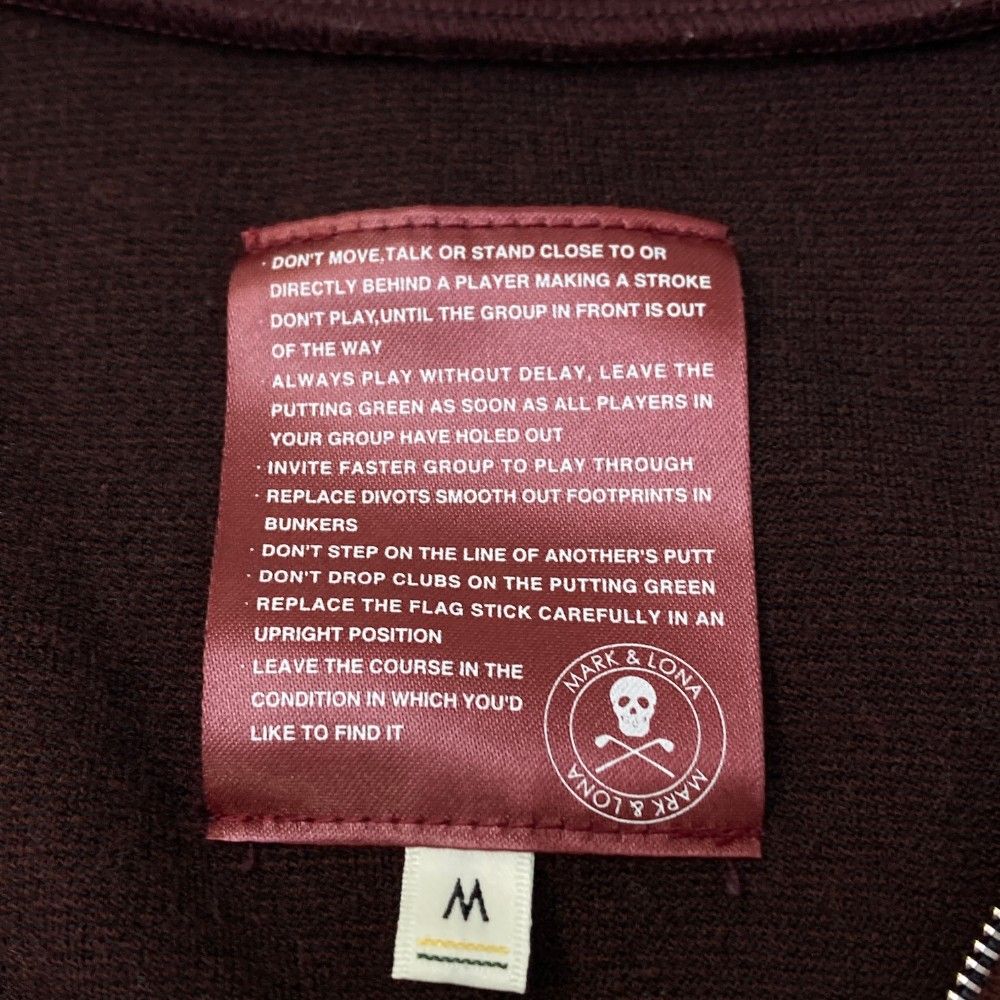 · DON'T MOVE,TALK OR STAND CLOSE TO OR
DIRECTLY BEHIND A PLAYER MAKING A STROKE
· DON'T PLAY,UNTIL THE GROUP IN FRONT IS OUT
OF THE WAY
· ALWAYS PLAY WITHOUT DELAY, LEAVE THE
PUTTING GREEN AS SOON AS ALL PLAYERS IN
YOUR GROUP HAVE HOLED OUT
· INVITE FASTER GROUP TO PLAY THROUGH
· REPLACE DIVOTS SMOOTH OUT FOOTPRINTS IN
BUNKERS
· DON'T STEP ON THE LINE OF ANOTHER'S PUTT
· DON'T DROP CLUBS ON THE PUTTING GREEN
· REPLACE THE FLAG STICK CAREFULLY IN AN
UPRIGHT POSITION
· LEAVE THE COURSE IN THE
CONDITION IN WHICH YOU'D
LIKE TO FIND IT
MARK & LONA
MARK & LONA
M